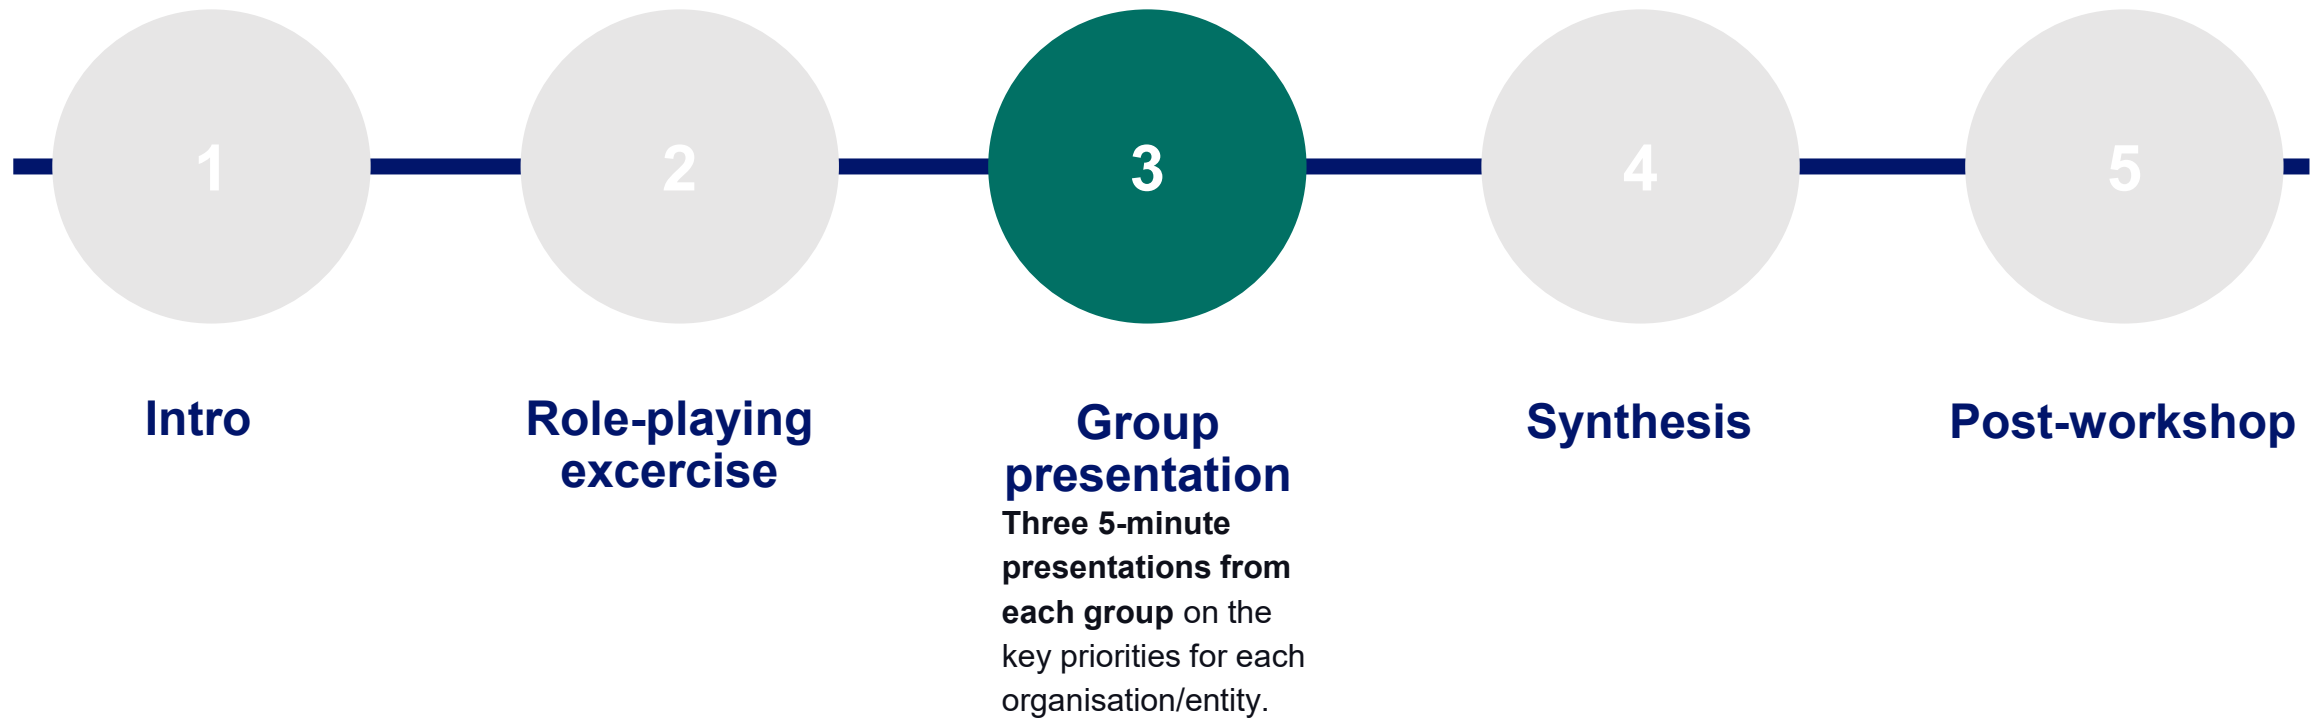 1
2
3
4
5
Intro
Role-playing
excercise
Group
presentation
Three 5-minute
presentations from
each group on the
key priorities for each
organisation/entity.
Synthesis
Post-workshop